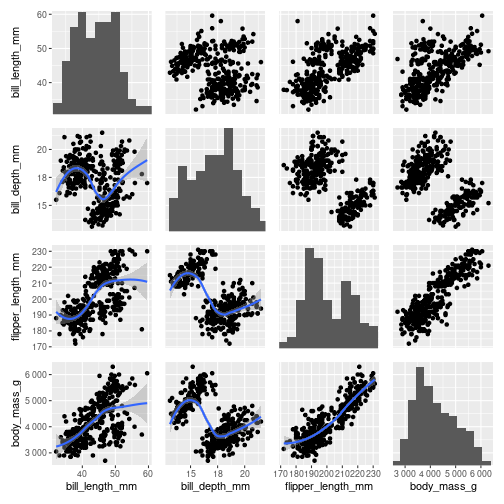 60
40
bill_length_mm
20
18
15
bill_depth_mm
230
220
210
200
190
180
170
flipper_length_mm
6 000
5 000
4 000
3 000
body_mass_g
40 50 60
15 18 20
170 180 190 200 210 220 230
3 000 4 000 5 000 6 000
bill_length_mm bill_depth_mm flipper_length_mm body_mass_g